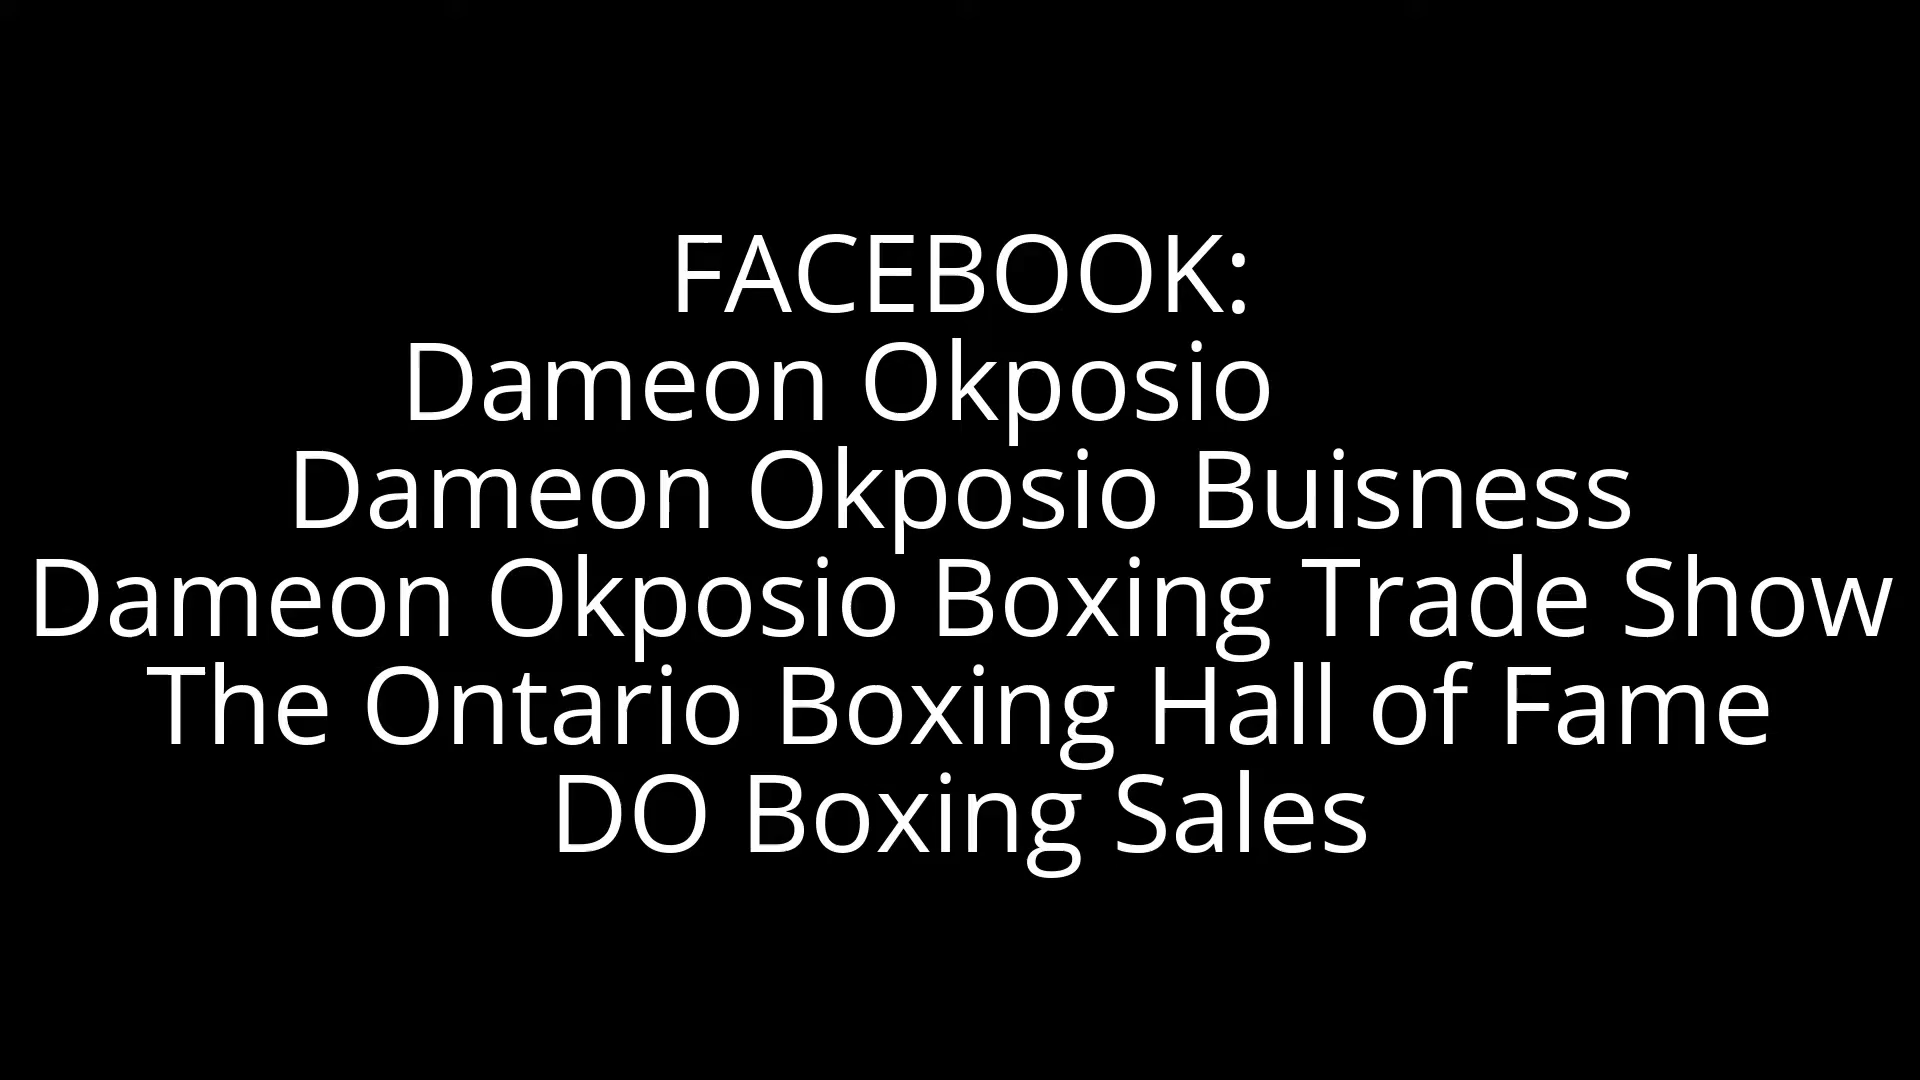 FACEBOOK:
Dameon Okposio
Dameon Okposio Buisness
Dameon Okposio Boxing Trade Show
The Ontario Boxing Hall of Fame
DO Boxing Sales